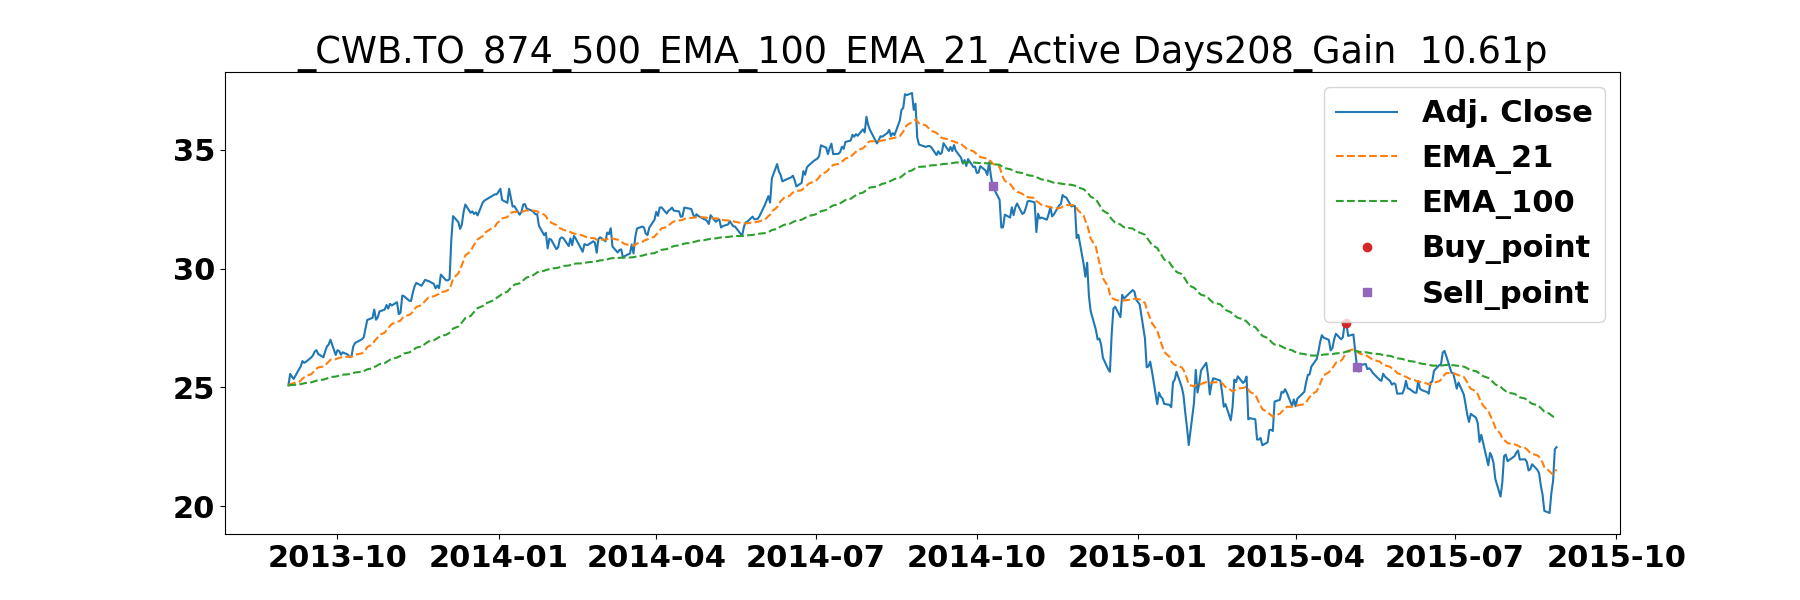 _CWB.TO_874_500_EMA_100_EMA_21_Active Days208_Gain  10.61p
Adj. Close
EMA_21
EMA_100
Buy_point
Sell_point
35
30
25
20
2013-10 2014-01 2014-04 2014-07 2014-10 2015-01 2015-04 2015-07 2015-10